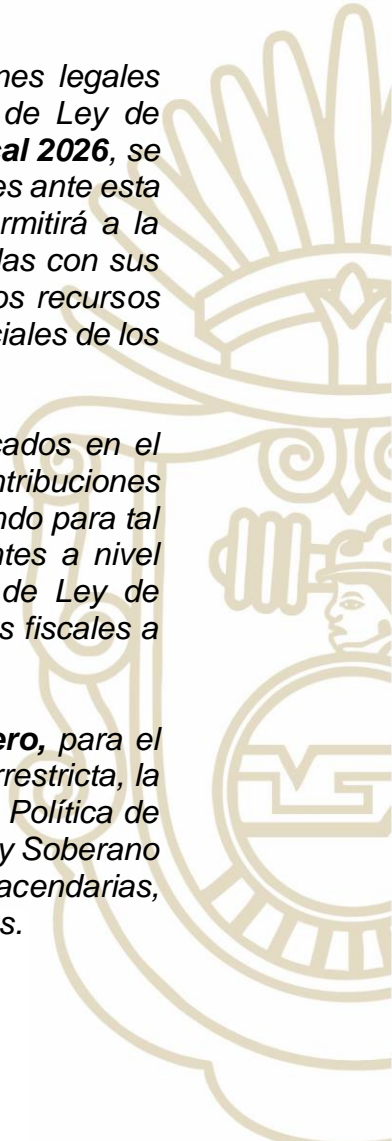 nes legales
de Ley de
cal 2026, se
es ante esta
rmitirá a la
das con sus
os recursos
ciales de los
cados en el
ntribuciones
ndo para tal
ntes a nivel
de Ley de
s fiscales a
ero, para el
rrestricta, la
Política de
y Soberano
acendarias,
s.